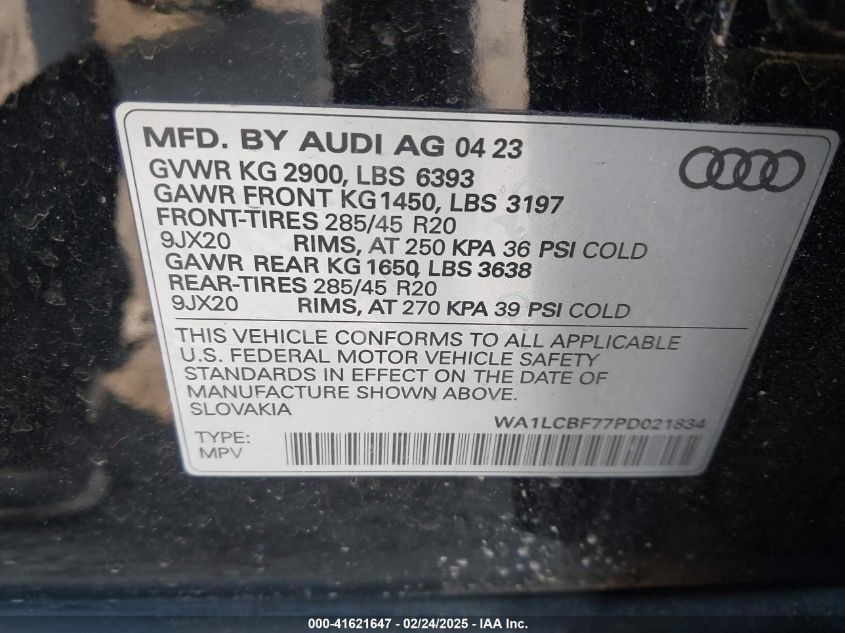 MFD. BY AUDI AG 04 23
GVWR KG 2900, LBS 6393
GAWR FRONT KG1450, LBS 3197
FRONT-TIRES 285/45 R20
9JX20 RIMS, AT 250 KPA 36 PSI COLD
GAWR REAR KG 1650, LBS 3638
REAR-TIRES 285/45 R20
9JX20 RIMS, AT 270 KPA 39 PSI COLD
THIS VEHICLE CONFORMS TO ALL APPLICABLE
U.S. FEDERAL MOTOR VEHICLE SAFETY
STANDARDS IN EFFECT ON THE DATE OF
MANUFACTURE SHOWN ABOVE.
SLOVAKIA
WA1LCBF77PD021834
TYPE:
MPV
000-41621647 / 02/24/2025 - © IAA Inc.